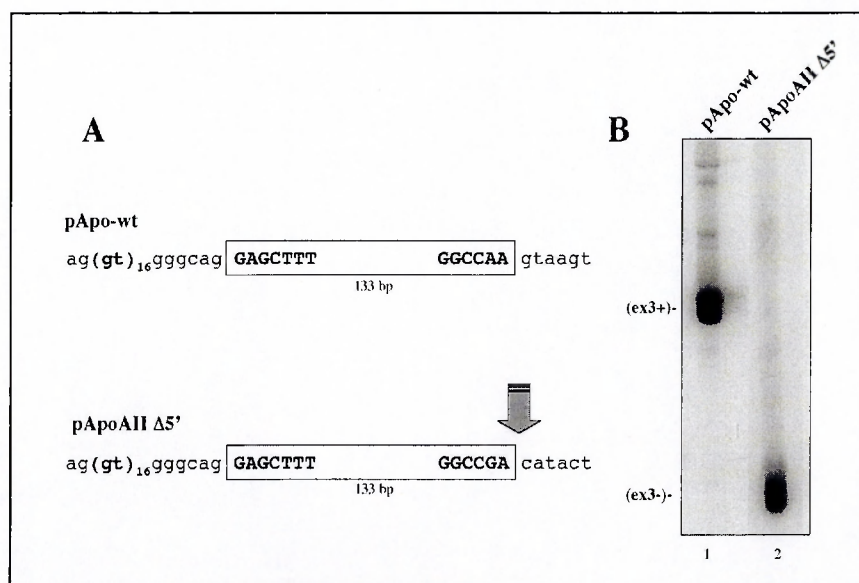 A
pApo-wt
ag(gt)16gggcag GAGCTTT GGCCAA gtaagt
133 bp
pApoAII Δ5'
ag(gt)16gggcag GAGCTTT GGCCGA catact
133 bp
B
pApo-wt
pApoAII Δ5'
(ex3+)-
(ex3-)-
1 2